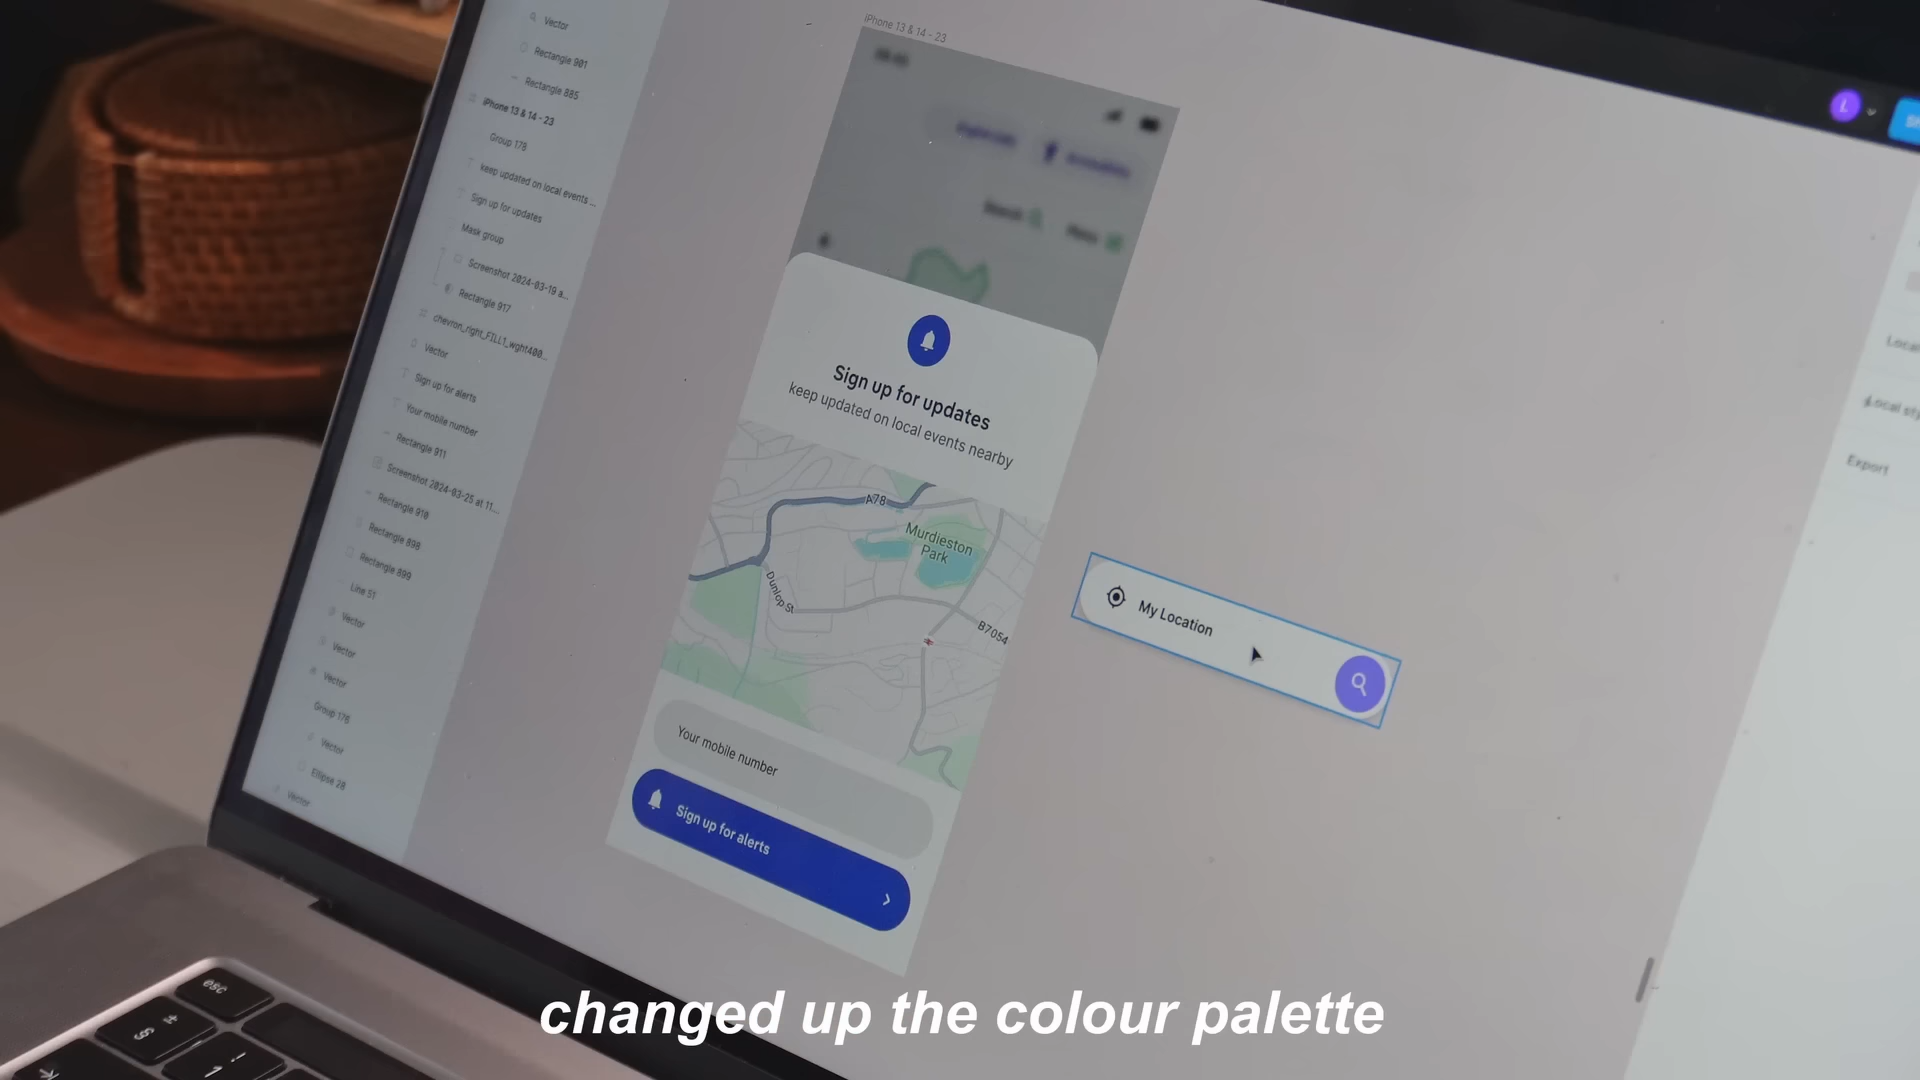 Vector
Rectangle 901
Rectangle 885
iPhone 13 & 14 - 23
Group 178
keep updated on local events ...
Sign up for updates
Mask group
Screenshot 2024-03-19 a...
Rectangle 917
chevron_right_FILL1_wght400...
Vector
Sign up for alerts
Your mobile number
Rectangle 911
Screenshot 2024-03-25 at 11...
Rectangle 910
Rectangle 898
Rectangle 899
Line 51
Vector
Vector
Vector
Group 176
Vector
Ellipse 28
Vector
iPhone 13 & 14 - 23
Sign up for updates
keep updated on local events nearby
A78
Murdieston
Park
Dunlop St
B7054
Your mobile number
Sign up for alerts
My Location
L
Export
esc
§
±
!
1
changed up the colour palette